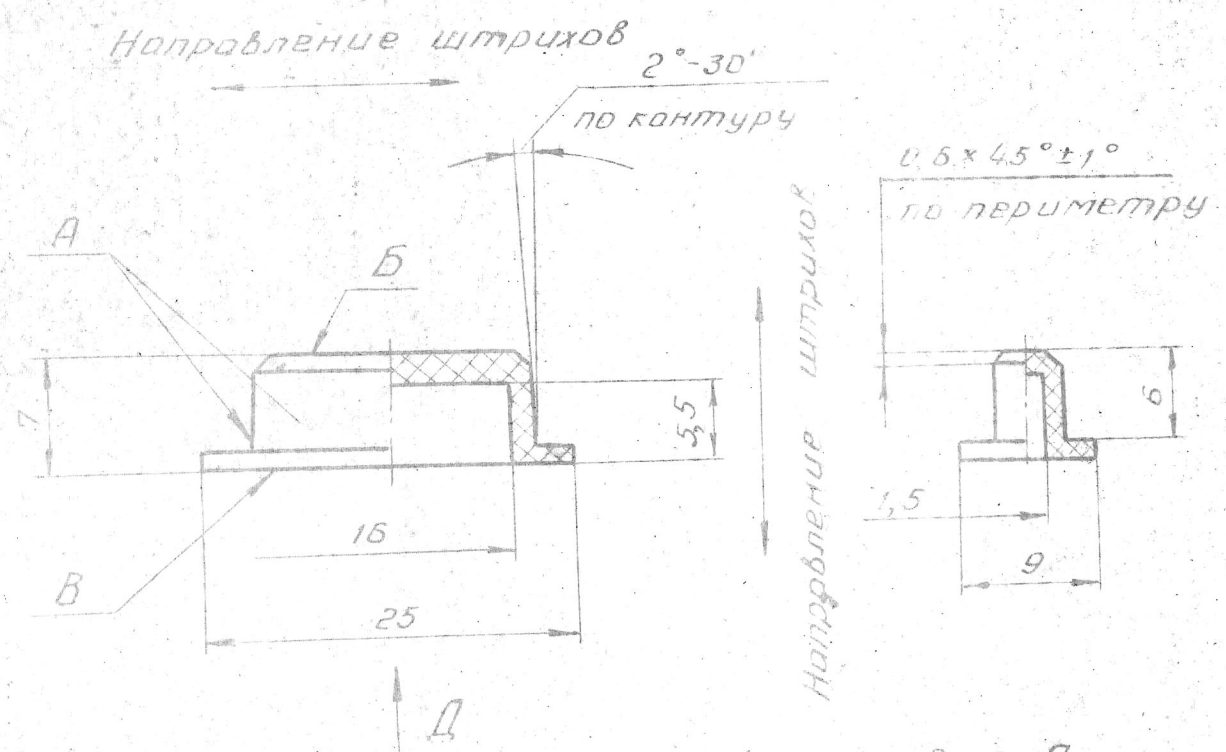 Направление штрихов
2°-30'
по контуру
0,6×45°±1°
по периметру
А
Б
Направление штрихов
7
5,5
6
1,5
16
9
В
25
Д